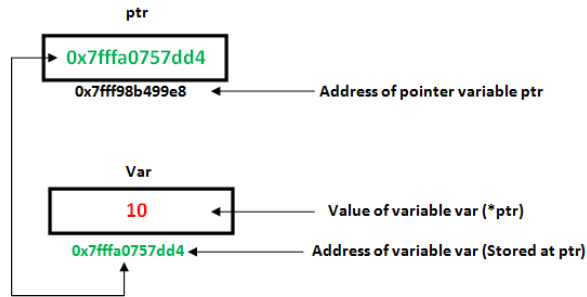 ptr
0x7fffa0757dd4
0x7fff98b499e8
Address of pointer variable ptr
Var
10
Value of variable var (*ptr)
0x7fffa0757dd4
Address of variable var (Stored at ptr)